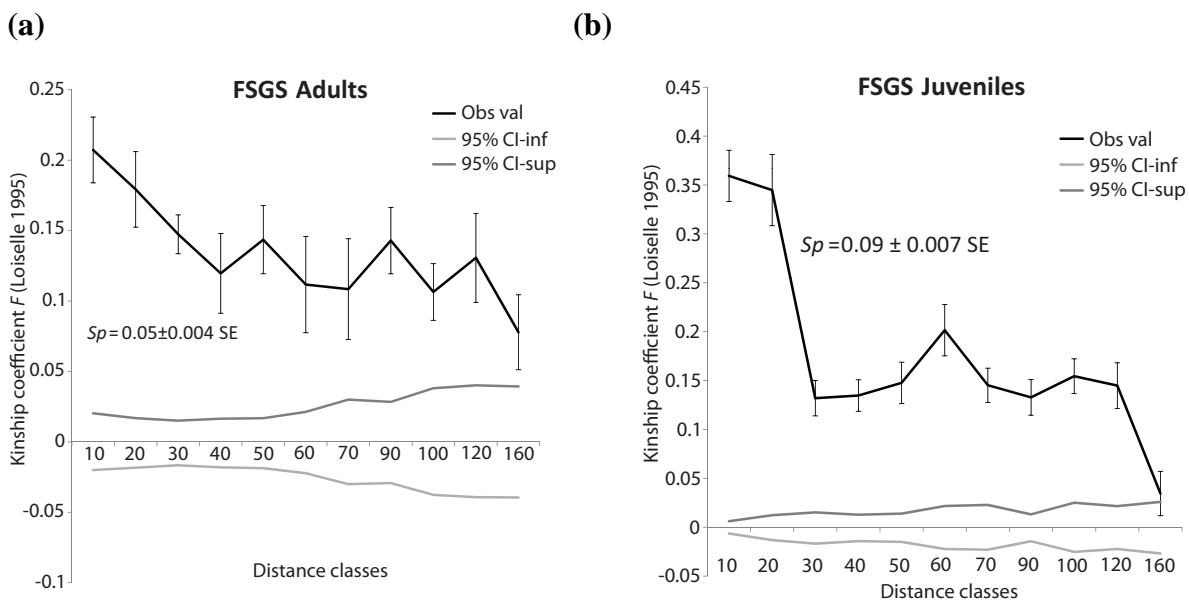 (a)
FSGS Adults
Kinship coefficient F (Loiselle 1995)
0.25
0.2
0.15
0.1
0.05
0
-0.05
-0.1
Obs val
95% CI-inf
95% CI-sup
Sp=0.05±0.004 SE
10 20 30 40 50 60 70 90 100 120 160
Distance classes
(b)
FSGS Juveniles
Kinship coefficient F (Loiselle 1995)
0.45
0.4
0.35
0.3
0.25
0.2
0.15
0.1
0.05
0
-0.05
Obs val
95% CI-inf
95% CI-sup
Sp=0.09 ± 0.007 SE
10 20 30 40 50 60 70 90 100 120 160
Distance classes